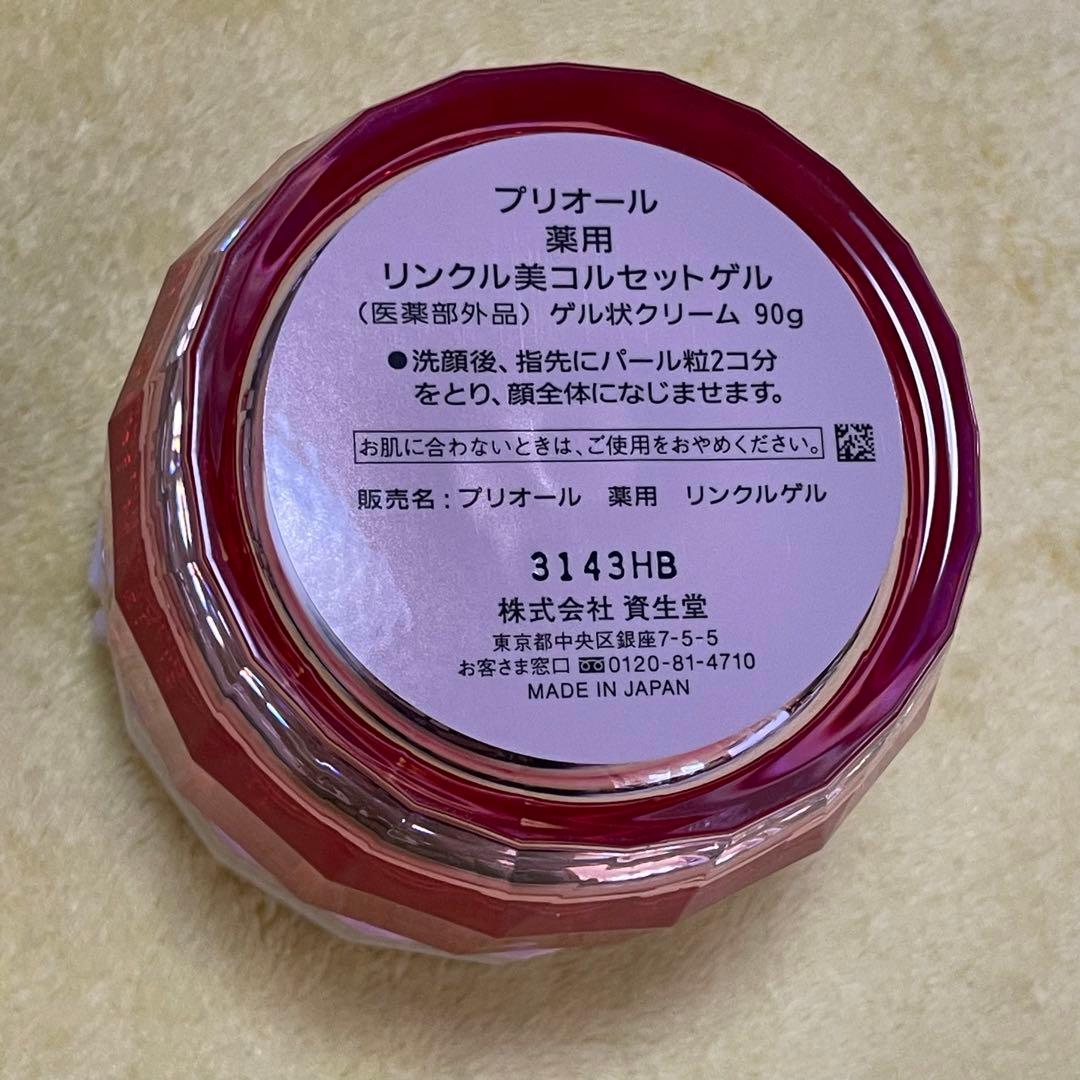 プリオール
薬用
リンクル美コルセットゲル
（医薬部外品）ゲル状クリーム 90g
●洗顔後、指先にパール粒2コ分
をとり、顔全体になじませます。
お肌に合わないときは、ご使用をおやめください。
販売名：プリオール　薬用　リンクルゲル
3143HB
株式会社 資生堂
東京都中央区銀座7-5-5
お客さま窓口 0120-81-4710
MADE IN JAPAN